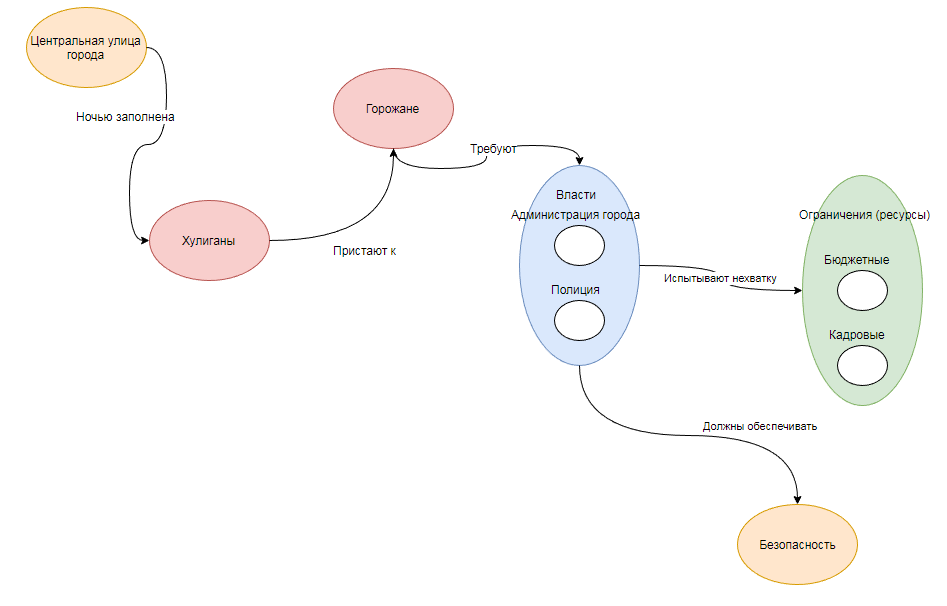 Центральная улица
города
Ночью заполнена
Хулиганы
Пристают к
Горожане
Требуют
Власти
Администрация города
Полиция
Испытывают нехватку
Ограничения (ресурсы)
Бюджетные
Кадровые
Должны обеспечивать
Безопасность